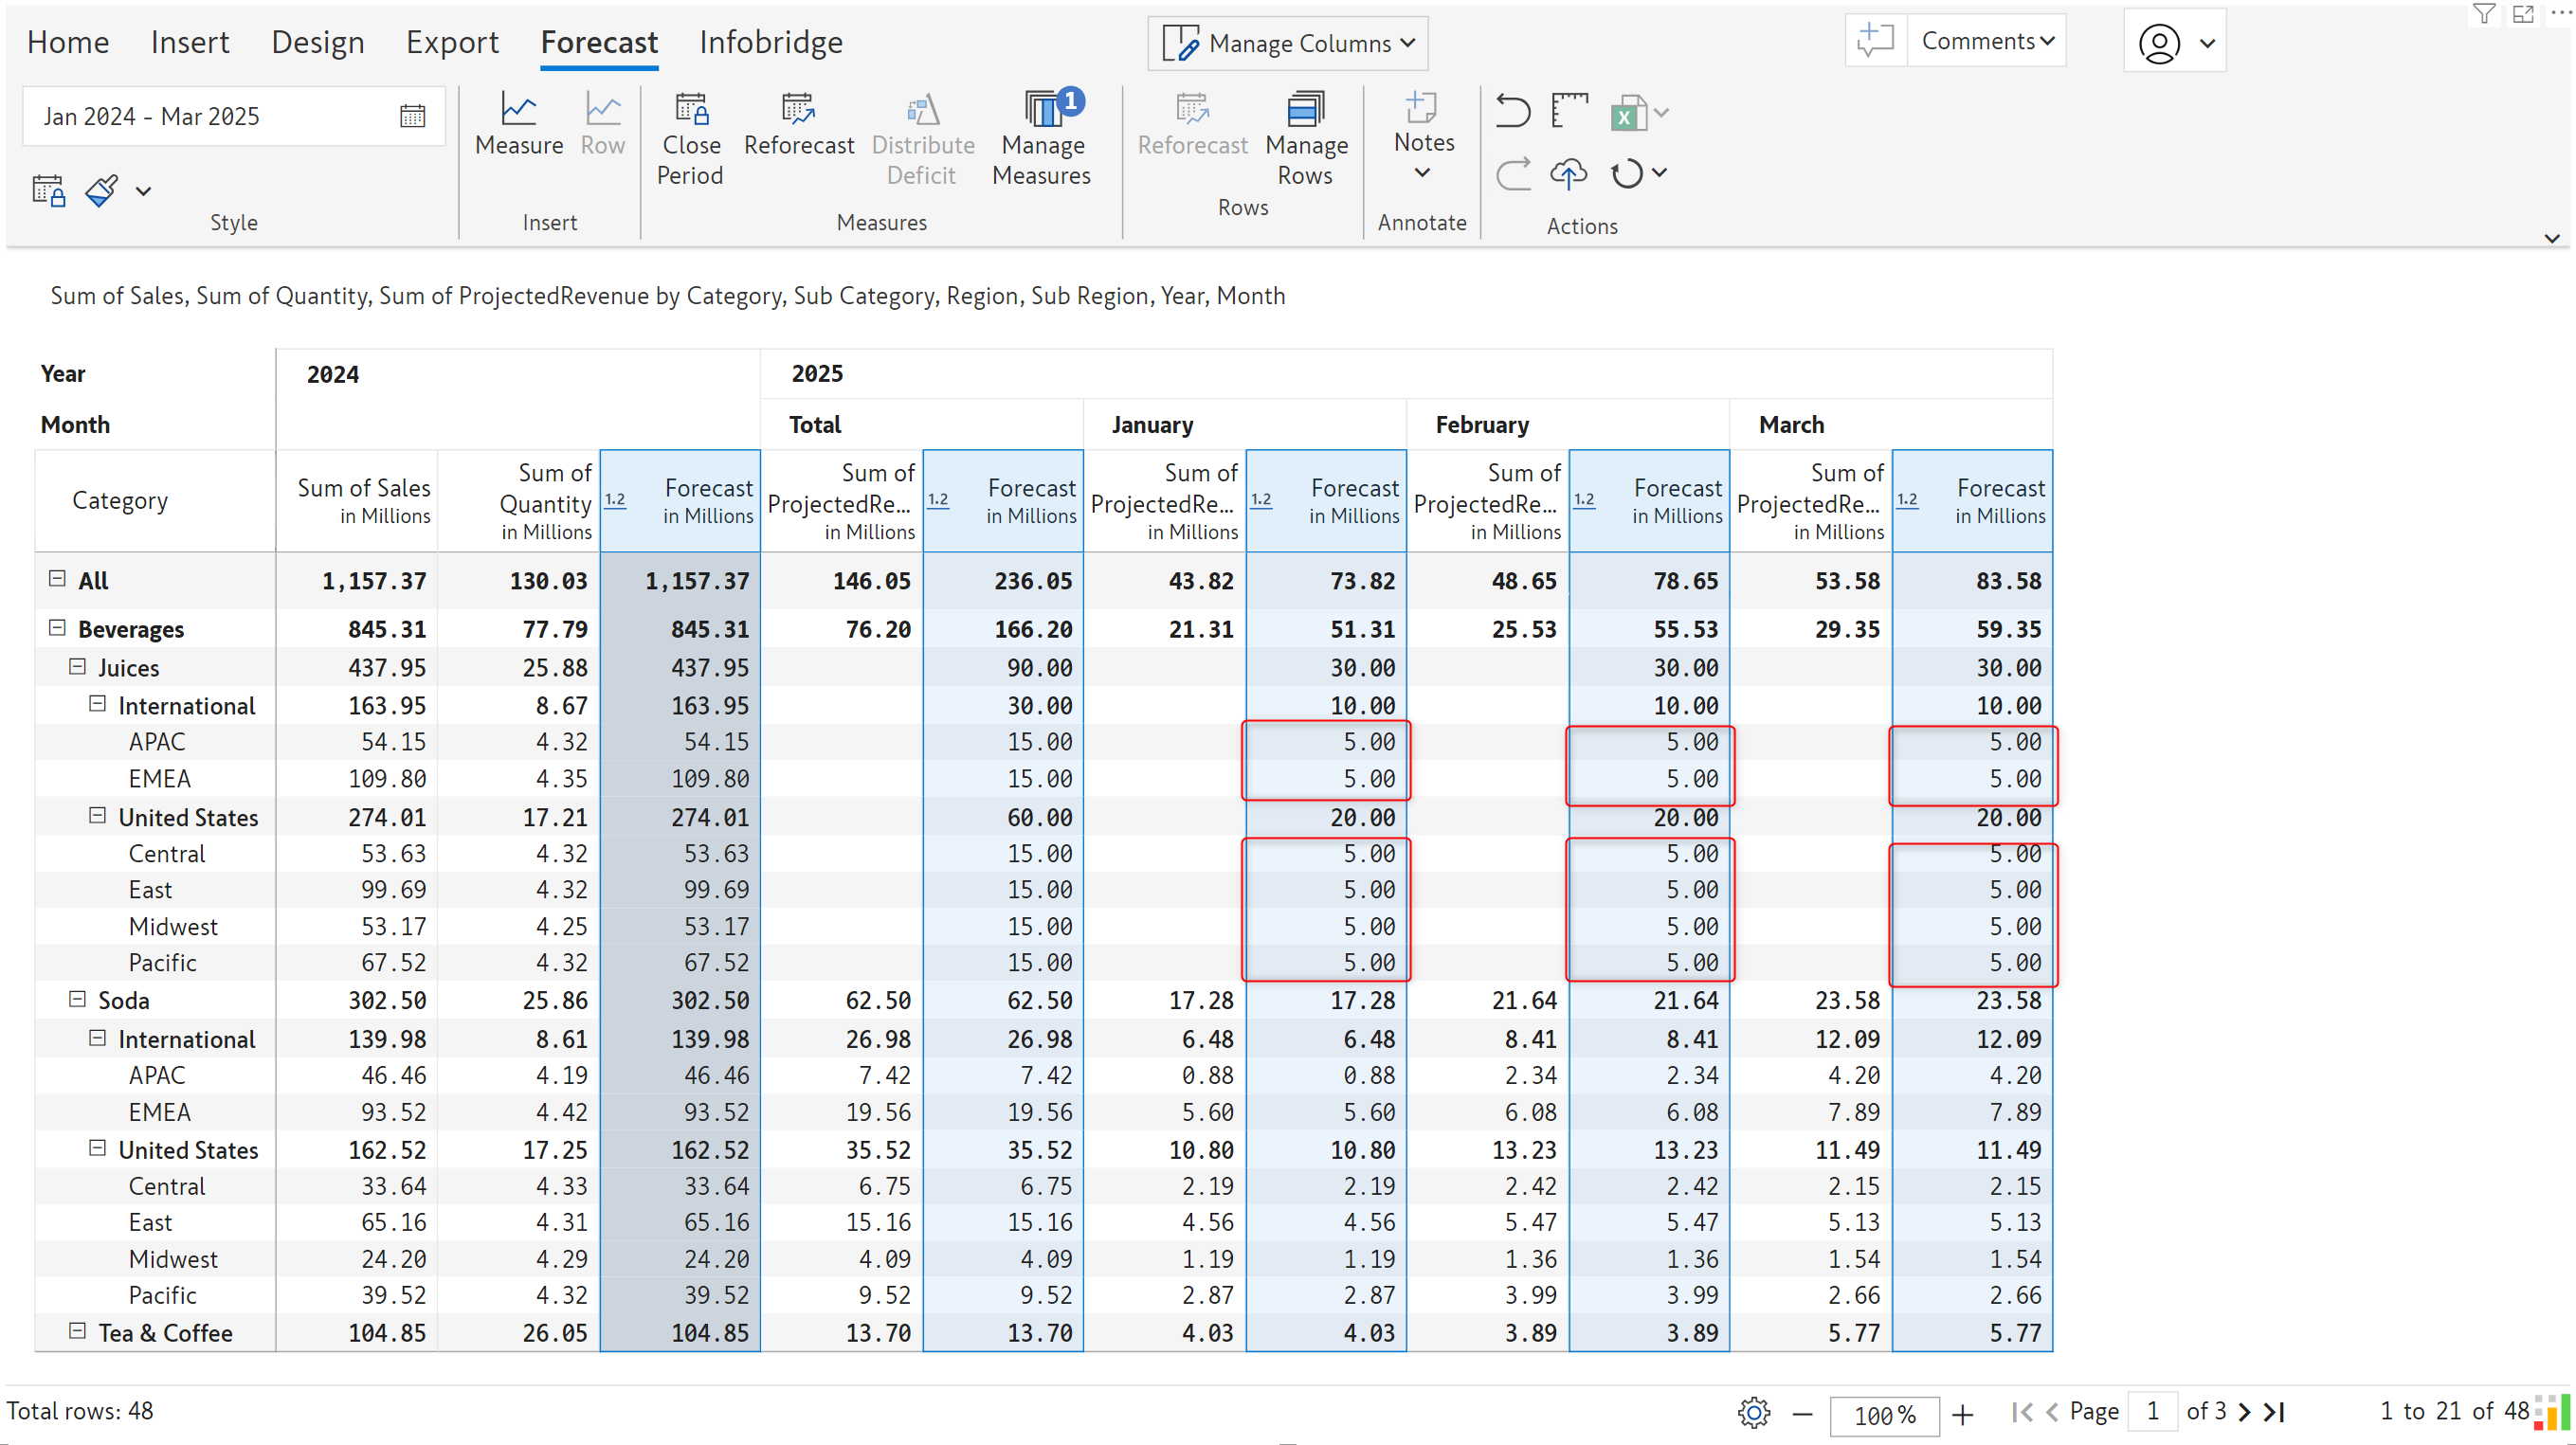 Home Insert Design Export Forecast Infobridge Manage Columns Comments
Jan 2024 - Mar 2025
Measure Row Close Period Reforecast Distribute Deficit Manage Measures 1 Reforecast Manage Rows Notes
Style Insert Measures Rows Annotate Actions
Sum of Sales, Sum of Quantity, Sum of ProjectedRevenue by Category, Sub Category, Region, Sub Region, Year, Month
Year 2024 2025
Month Total January February March
Category Sum of Sales in Millions Sum of Quantity in Millions 1.2 Forecast in Millions Sum of ProjectedRe... in Millions 1.2 Forecast in Millions Sum of ProjectedRe... in Millions 1.2 Forecast in Millions Sum of ProjectedRe... in Millions 1.2 Forecast in Millions Sum of ProjectedRe... in Millions 1.2 Forecast in Millions
All 1,157.37 130.03 1,157.37 146.05 236.05 43.82 73.82 48.65 78.65 53.58 83.58
Beverages 845.31 77.79 845.31 76.20 166.20 21.31 51.31 25.53 55.53 29.35 59.35
Juices 437.95 25.88 437.95 90.00 30.00 30.00 30.00
International 163.95 8.67 163.95 30.00 10.00 10.00 10.00
APAC 54.15 4.32 54.15 15.00 5.00 5.00 5.00
EMEA 109.80 4.35 109.80 15.00 5.00 5.00 5.00
United States 274.01 17.21 274.01 60.00 20.00 20.00 20.00
Central 53.63 4.32 53.63 15.00 5.00 5.00 5.00
East 99.69 4.32 99.69 15.00 5.00 5.00 5.00
Midwest 53.17 4.25 53.17 15.00 5.00 5.00 5.00
Pacific 67.52 4.32 67.52 15.00 5.00 5.00 5.00
Soda 302.50 25.86 302.50 62.50 62.50 17.28 17.28 21.64 21.64 23.58 23.58
International 139.98 8.61 139.98 26.98 26.98 6.48 6.48 8.41 8.41 12.09 12.09
APAC 46.46 4.19 46.46 7.42 7.42 0.88 0.88 2.34 2.34 4.20 4.20
EMEA 93.52 4.42 93.52 19.56 19.56 5.60 5.60 6.08 6.08 7.89 7.89
United States 162.52 17.25 162.52 35.52 35.52 10.80 10.80 13.23 13.23 11.49 11.49
Central 33.64 4.33 33.64 6.75 6.75 2.19 2.19 2.42 2.42 2.15 2.15
East 65.16 4.31 65.16 15.16 15.16 4.56 4.56 5.47 5.47 5.13 5.13
Midwest 24.20 4.29 24.20 4.09 4.09 1.19 1.19 1.36 1.36 1.54 1.54
Pacific 39.52 4.32 39.52 9.52 9.52 2.87 2.87 3.99 3.99 2.66 2.66
Tea & Coffee 104.85 26.05 104.85 13.70 13.70 4.03 4.03 3.89 3.89 5.77 5.77
Total rows: 48 100% Page 1 of 3 1 to 21 of 48